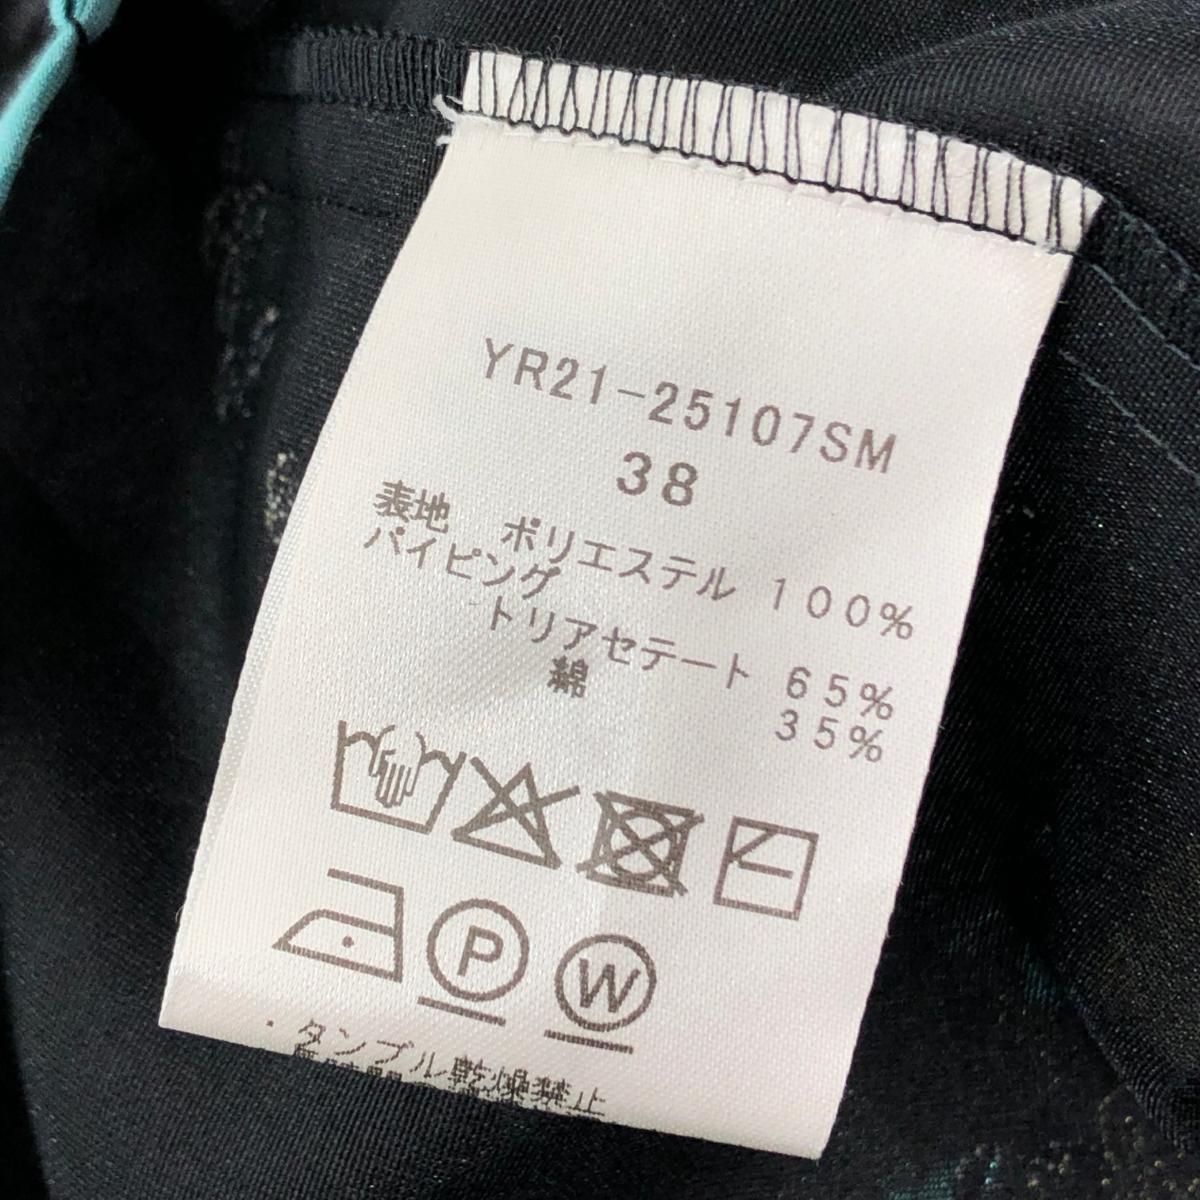 YR21-25107SM
38
表地 ポリエステル 100%
パイピング
トリアセテート 65%
綿 35%
P
W
・タンブル乾燥禁止